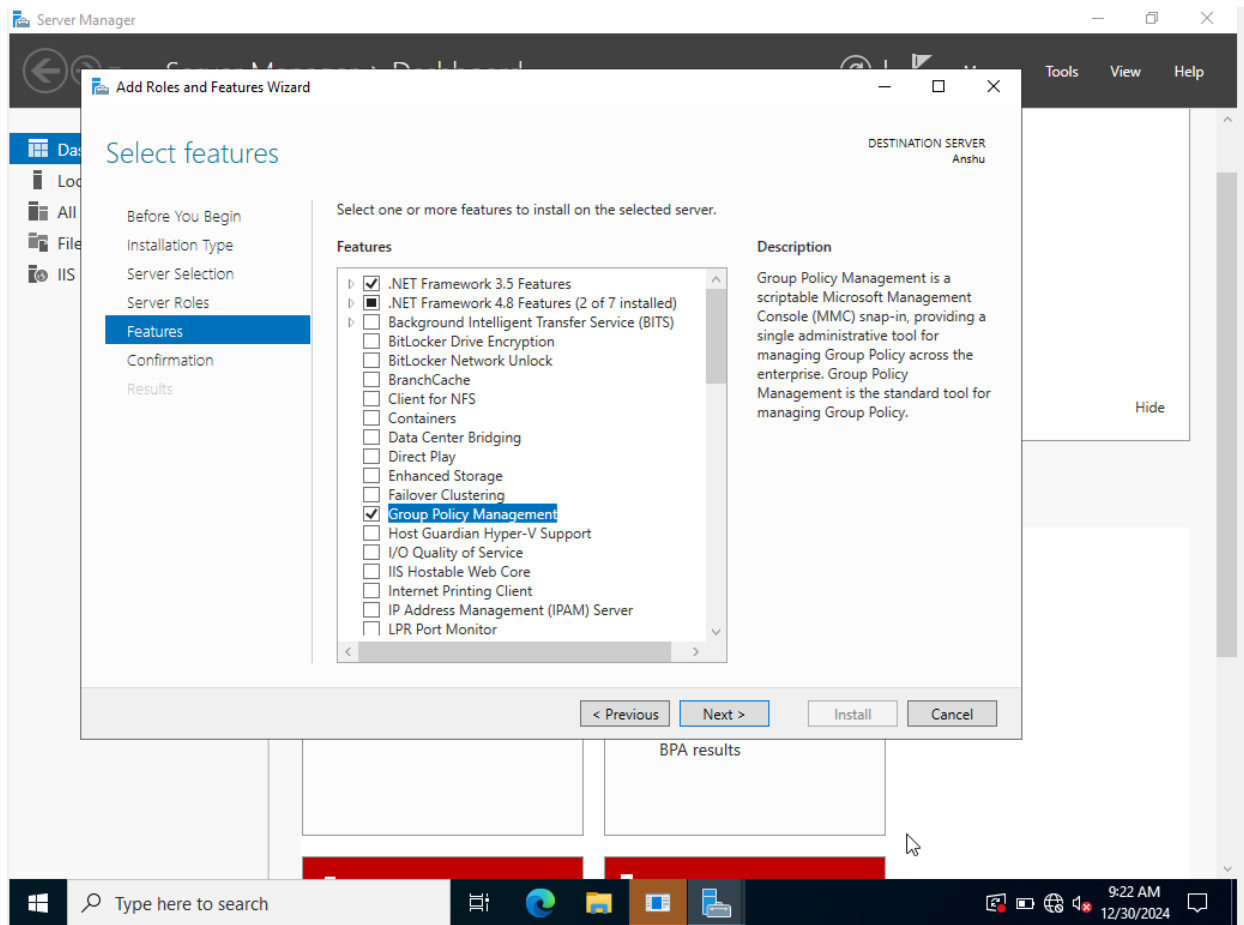 Server Manager
Tools View Help
Add Roles and Features Wizard
Select features
DESTINATION SERVER
Anshu
Das
Loc
All
File
IIS
Before You Begin
Installation Type
Server Selection
Server Roles
Features
Confirmation
Results
Select one or more features to install on the selected server.
Features
.NET Framework 3.5 Features
.NET Framework 4.8 Features (2 of 7 installed)
Background Intelligent Transfer Service (BITS)
BitLocker Drive Encryption
BitLocker Network Unlock
BranchCache
Client for NFS
Containers
Data Center Bridging
Direct Play
Enhanced Storage
Failover Clustering
Group Policy Management
Host Guardian Hyper-V Support
I/O Quality of Service
IIS Hostable Web Core
Internet Printing Client
IP Address Management (IPAM) Server
LPR Port Monitor
Description
Group Policy Management is a
scriptable Microsoft Management
Console (MMC) snap-in, providing a
single administrative tool for
managing Group Policy across the
enterprise. Group Policy
Management is the standard tool for
managing Group Policy.
Hide
< Previous
Next >
Install
Cancel
BPA results
Type here to search
9:22 AM
12/30/2024